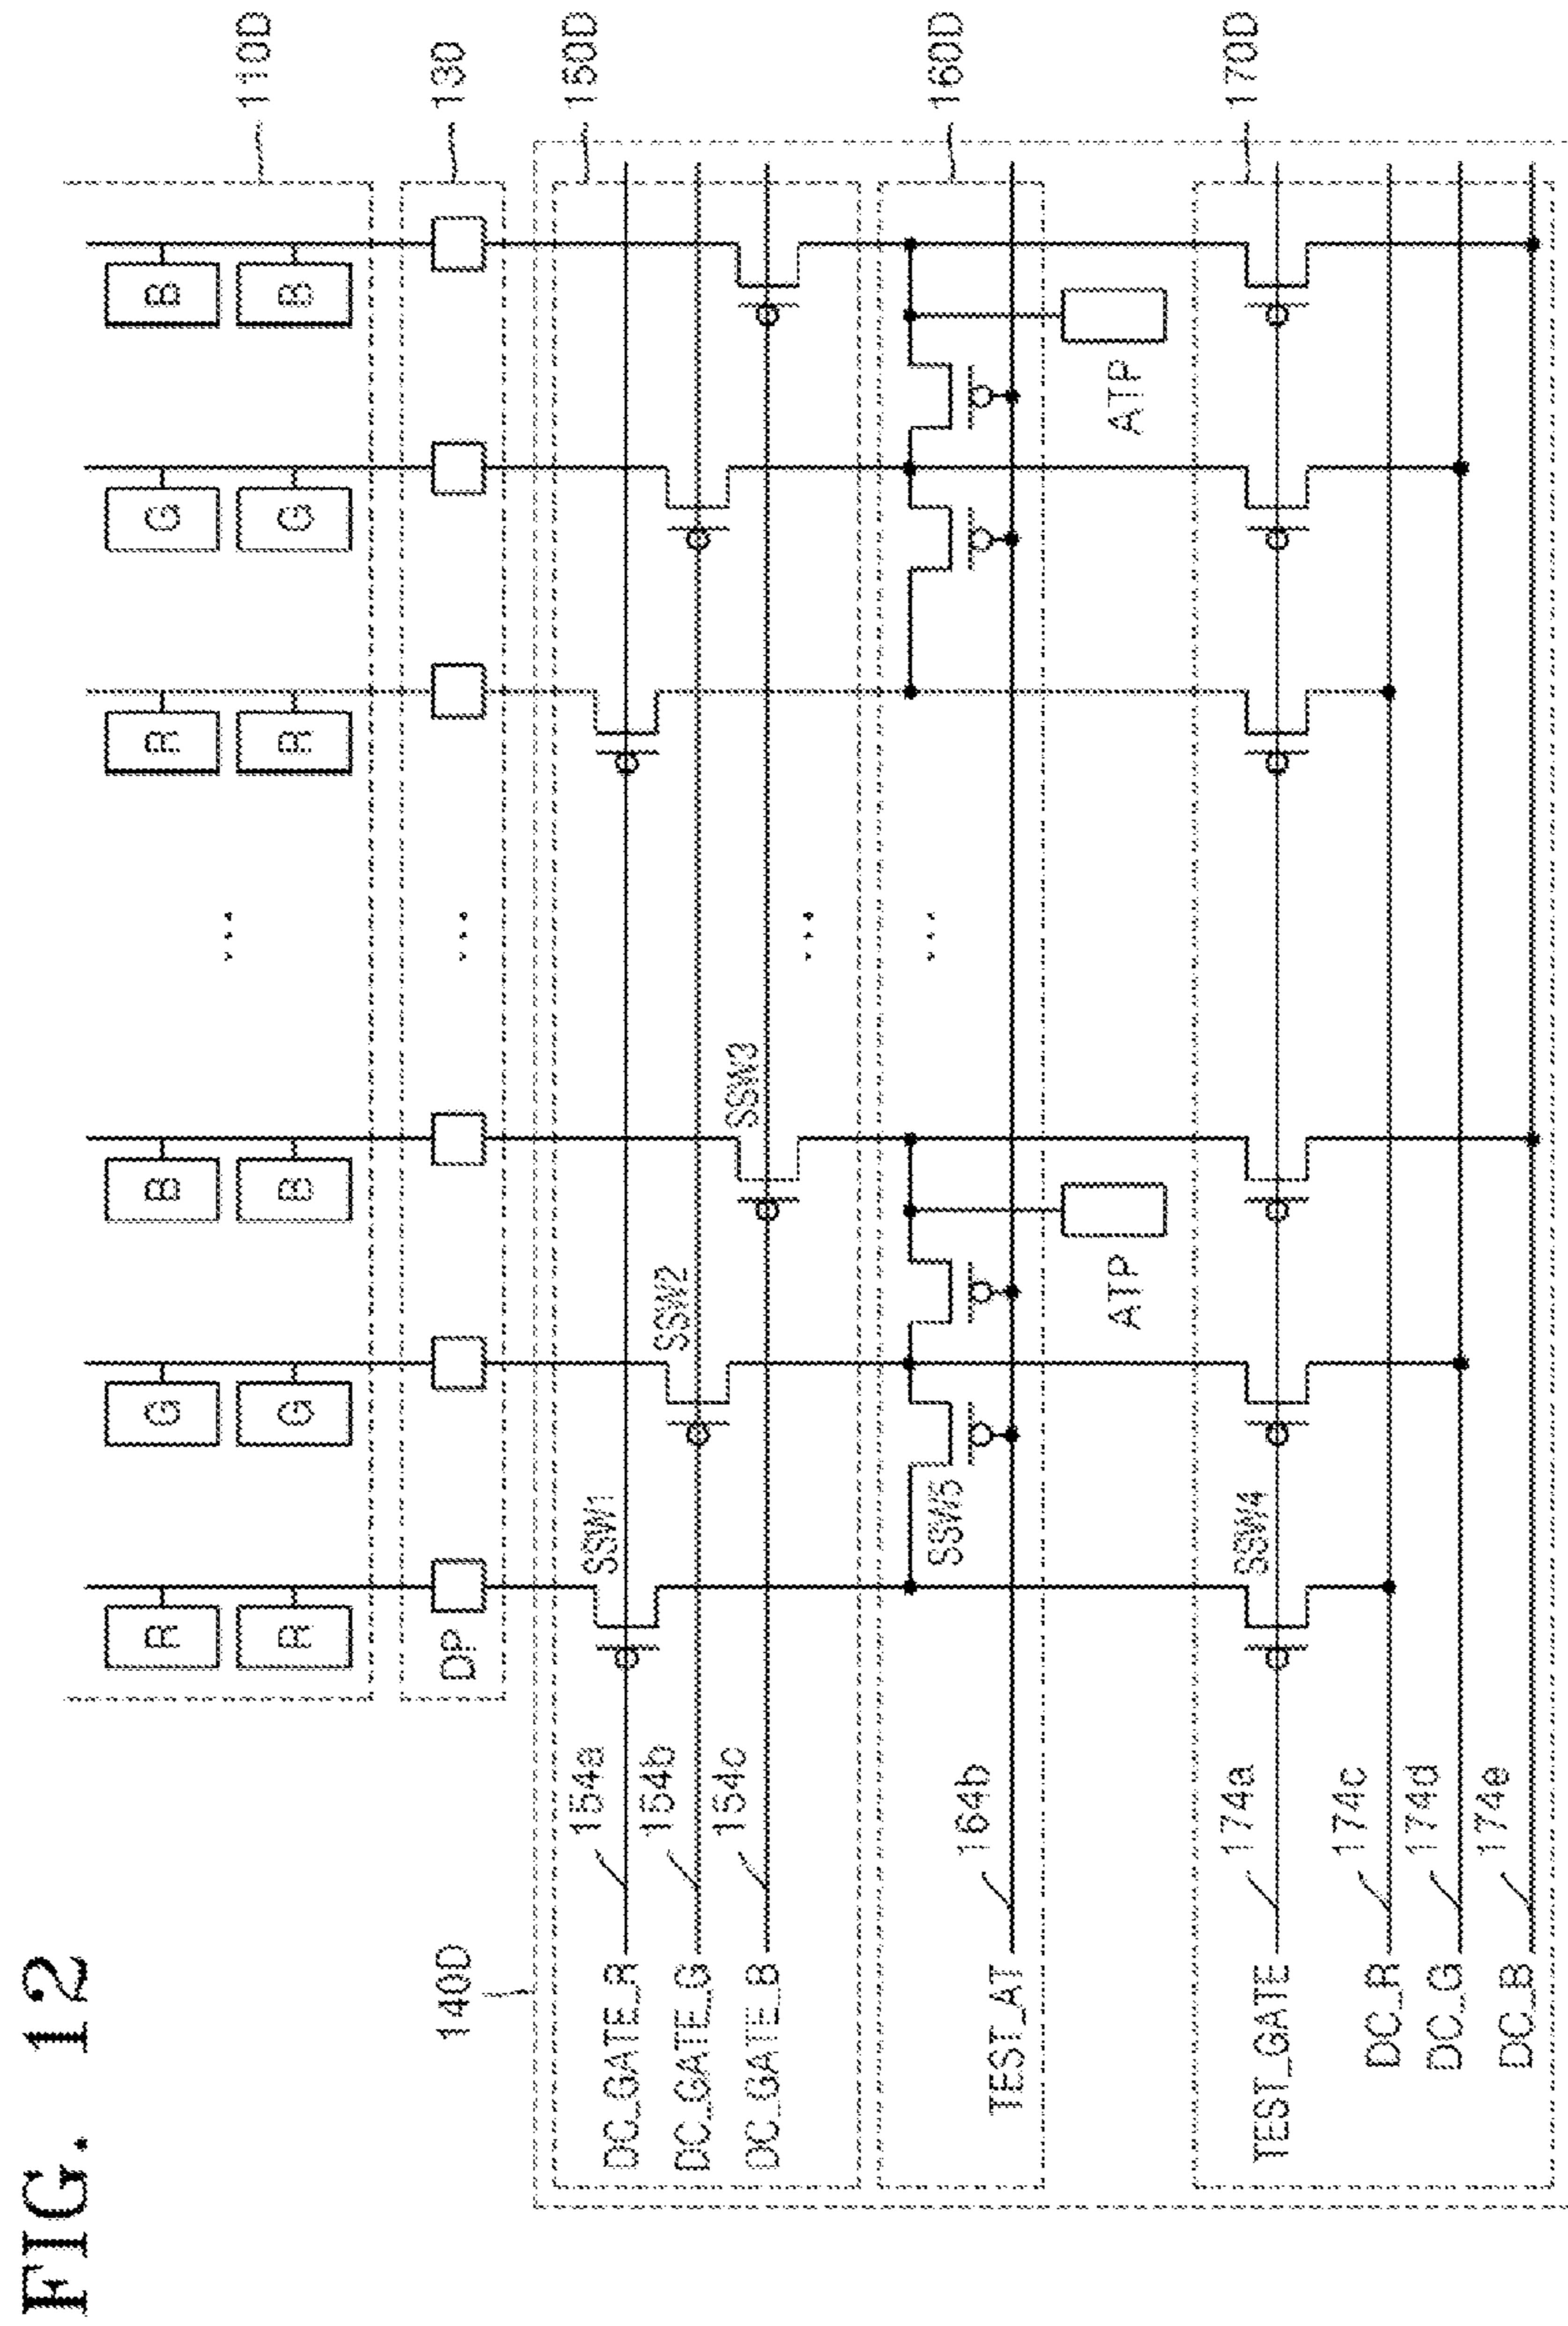 FIG. 12
R
G
B
R
G
B
110D
R
G
B
R
G
B
DP
130
140D
150D
DC_GATE_R
154a
SSW1
DC_GATE_G
154b
SSW2
DC_GATE_B
154c
SSW3
...
...
...
...
160D
SSW5
TEST_AT
164b
ATP
ATP
170D
SSW4
TEST_GATE
174a
DC_R
174c
DC_G
174d
DC_B
174e